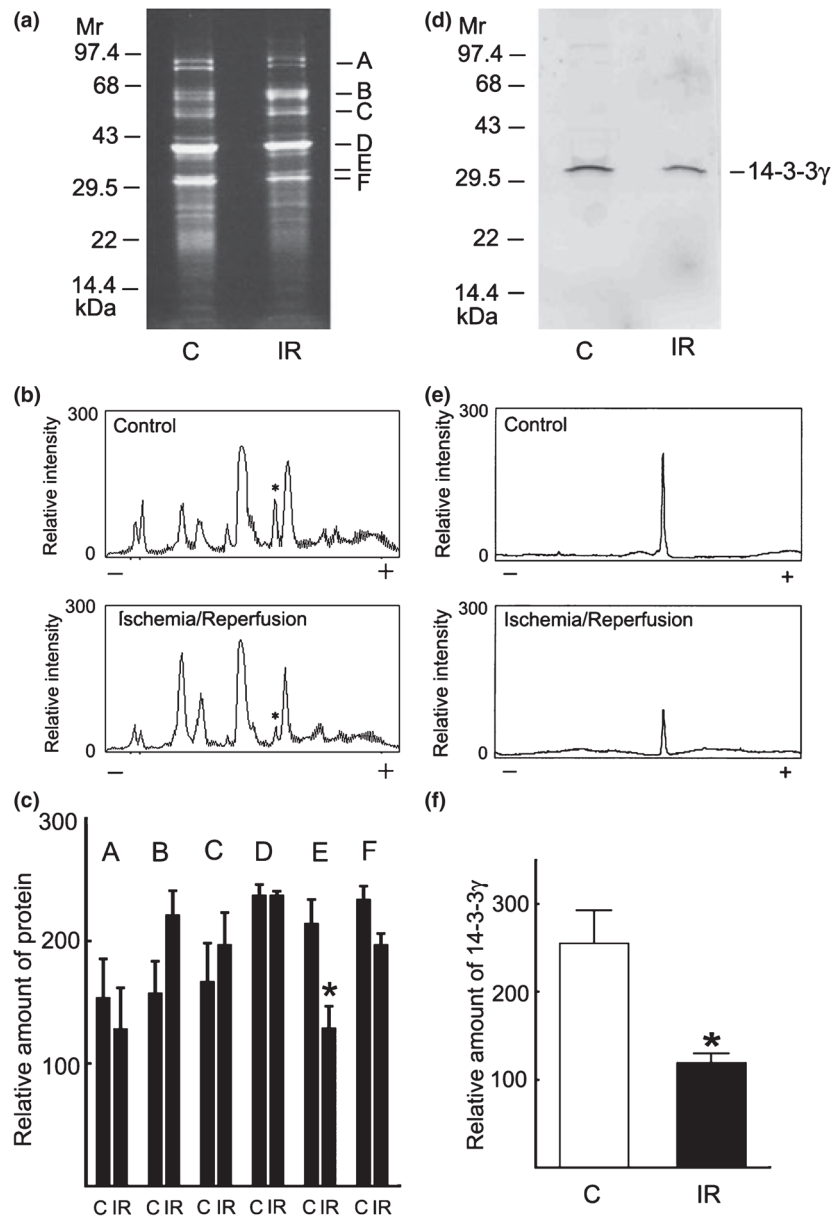 (a)
Mr
97.4
68
43
29.5
22
14.4
kDa
A
B
C
D
E
F
C IR
(d)
Mr
97.4
68
43
29.5
22
14.4
kDa
14-3-3γ
C IR
(b)
Relative intensity
300
0
Control
*
− +
Relative intensity
300
0
Ischemia/Reperfusion
*
− +
(e)
Relative intensity
300
0
Control
− +
Relative intensity
300
0
Ischemia/Reperfusion
− +
(c)
Relative amount of protein
300
200
100
A B C D E F
*
C IR C IR C IR C IR C IR C IR
(f)
Relative amount of 14-3-3γ
300
200
100
*
C IR